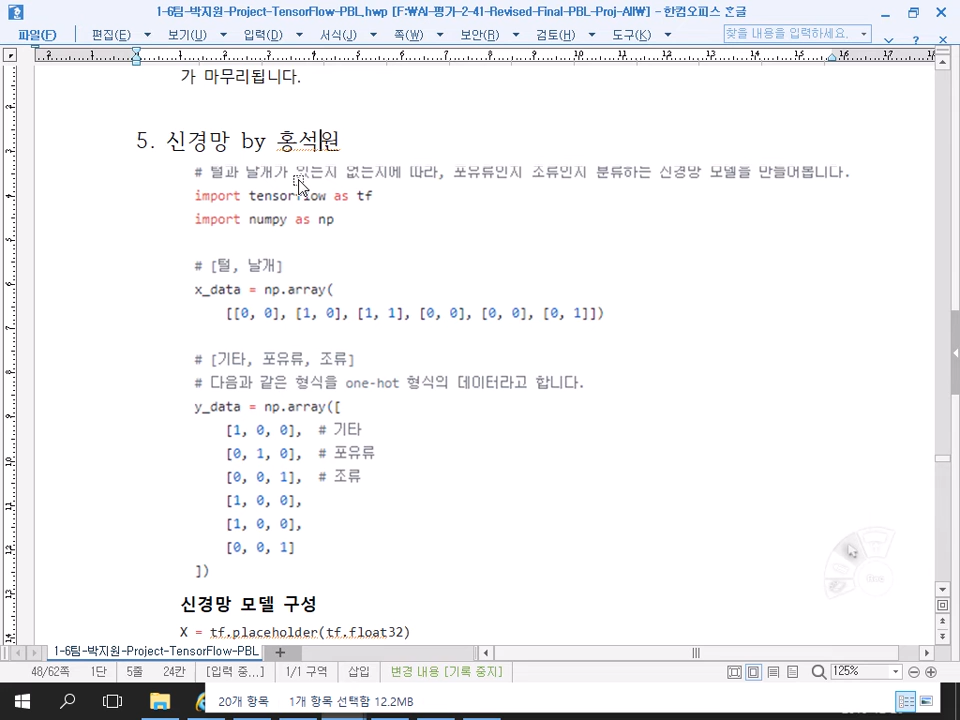 1-6팀-박지원-Project-TensorFlow-PBL.hwp [F:\AI-평가-2-41-Revised-Final-PBL-Proj-All\] - 한컴오피스 한글
파일(F) 편집(E) 보기(U) 입력(D) 서식(J) 쪽(W) 보안(R) 검토(H) 도구(K) 찾을 내용을 입력하세요.
가 마무리됩니다.
5. 신경망 by 홍석원
# 털과 날개가 있는지 없는지에 따라, 포유류인지 조류인지 분류하는 신경망 모델을 만들어봅니다.
import tensorflow as tf
import numpy as np
# [털, 날개]
x_data = np.array(
[[0, 0], [1, 0], [1, 1], [0, 0], [0, 0], [0, 1]])
# [기타, 포유류, 조류]
# 다음과 같은 형식을 one-hot 형식의 데이터라고 합니다.
y_data = np.array([
[1, 0, 0], # 기타
[0, 1, 0], # 포유류
[0, 0, 1], # 조류
[1, 0, 0],
[1, 0, 0],
[0, 0, 1]
])
신경망 모델 구성
X = tf.placeholder(tf.float32)
1-6팀-박지원-Project-TensorFlow-PBL
48/62쪽 1단 5줄 24칸 [입력 중...] 1/1 구역 삽입 변경 내용 [기록 중지] 125%
20개 항목 1개 항목 선택함 12.2MB